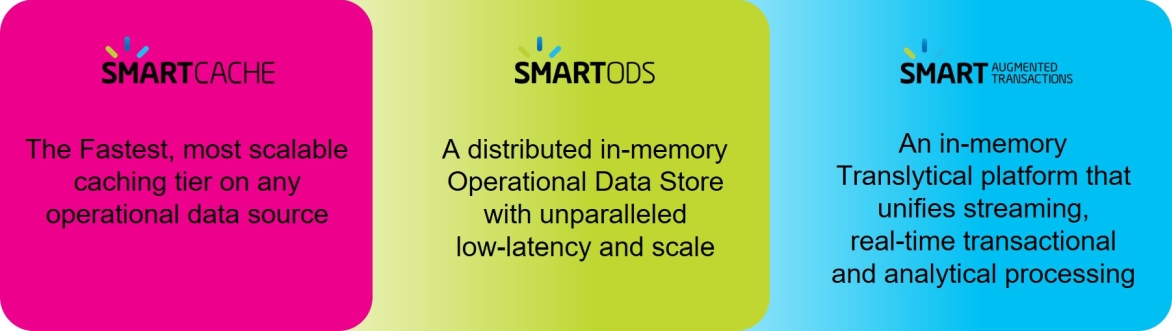 SMARTCACHE
The Fastest, most scalable
caching tier on any
operational data source
SMARTODS
A distributed in-memory
Operational Data Store
with unparalleled
low-latency and scale
SMART AUGMENTED
TRANSACTIONS
An in-memory
Translytical platform that
unifies streaming,
real-time transactional
and analytical processing